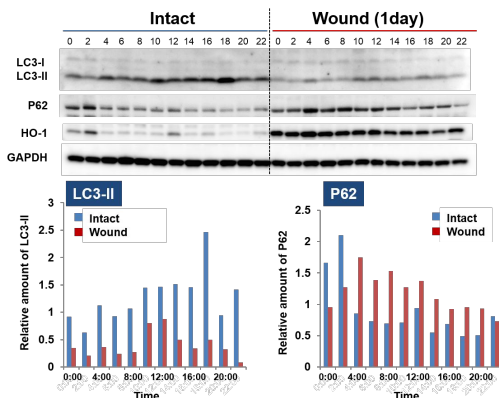 Intact Wound (1day)
0 2 4 6 8 10 12 14 16 18 20 22 0 2 4 6 8 10 12 14 16 18 20 22
LC3-I
LC3-II
P62
HO-1
GAPDH
LC3-II
Intact
Wound
Relative amount of LC3-II
3
2.5
2
1.5
1
0.5
0
0:00 4:00 8:00 12:00 16:00 20:00
Time
P62
Intact
Wound
Relative amount of P62
2.5
2
1.5
1
0.5
0
0:00 4:00 8:00 12:00 16:00 20:00
Time